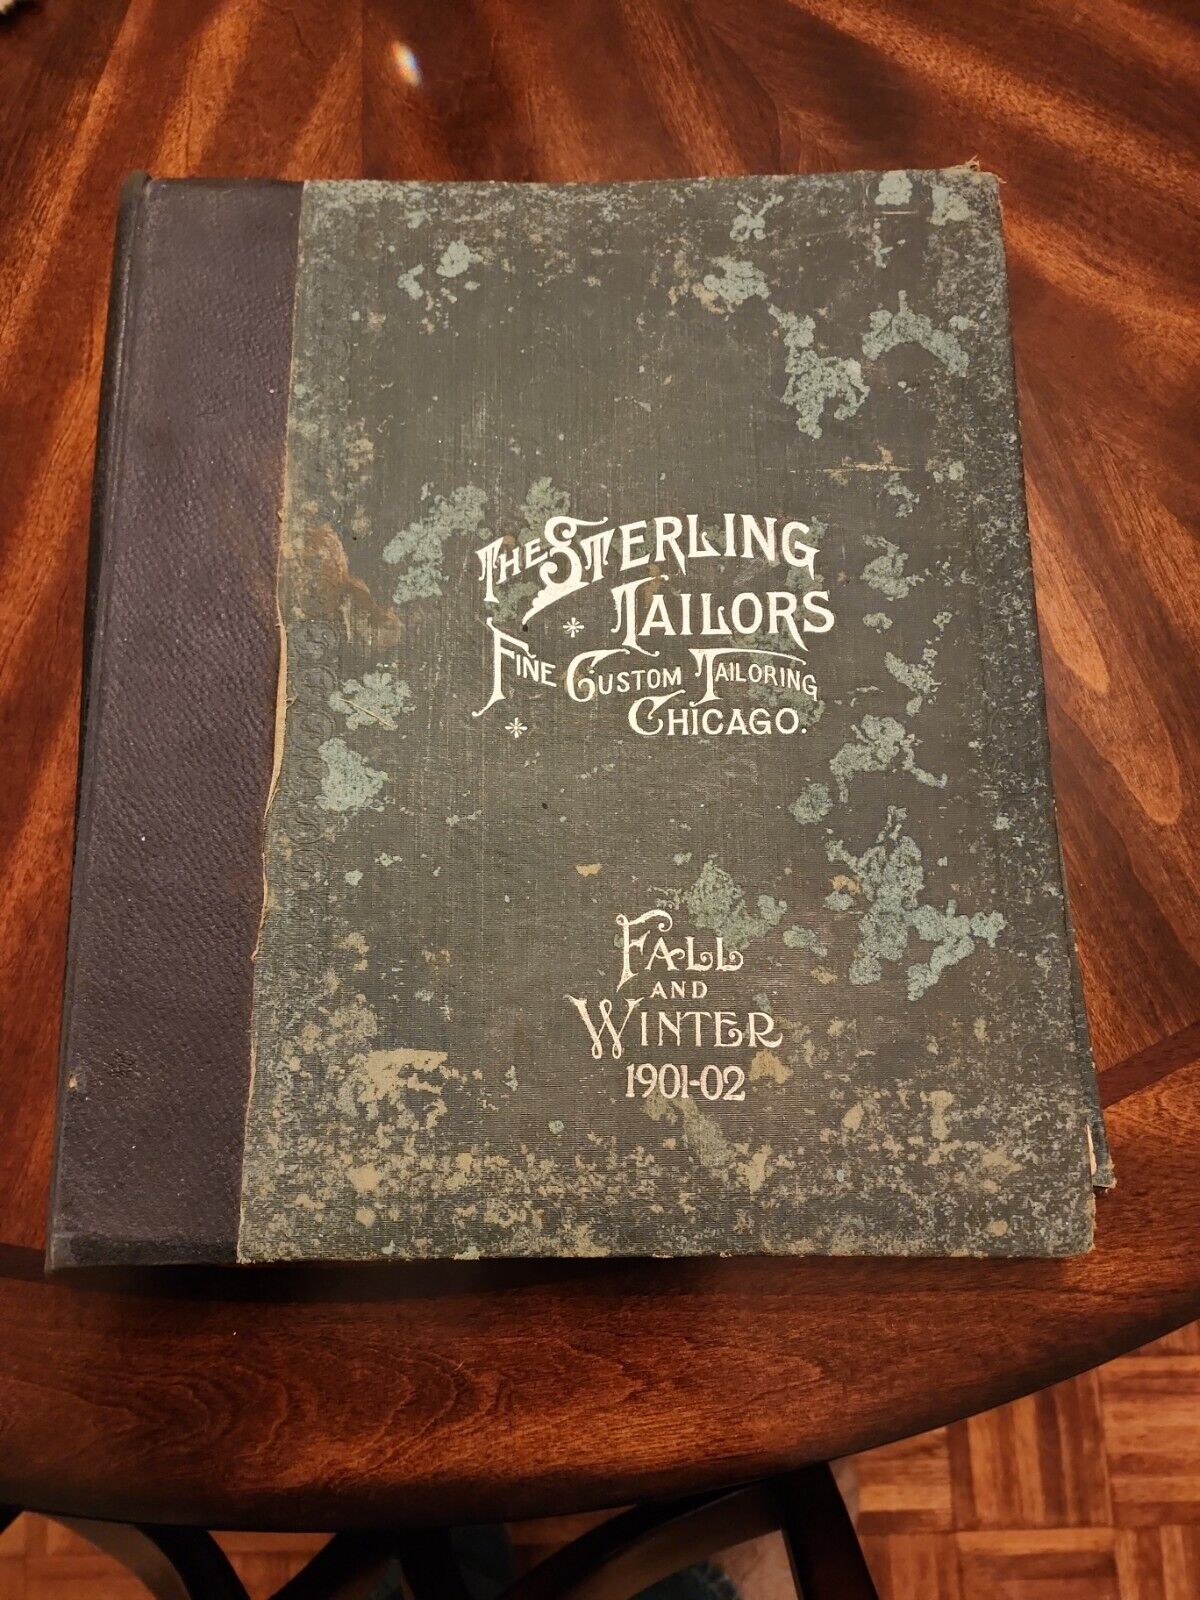 THE STERLING
TAILORS
FINE CUSTOM TAILORING
CHICAGO.
FALL
AND
WINTER
1901-02